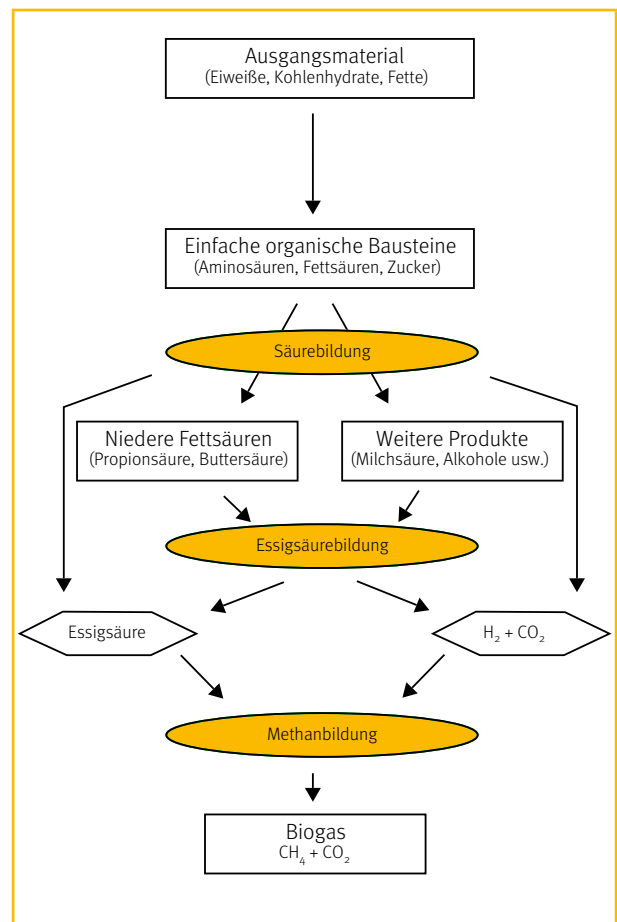 Ausgangsmaterial
(Eiweiße, Kohlenhydrate, Fette)
Einfache organische Bausteine
(Aminosäuren, Fettsäuren, Zucker)
Säurebildung
Niedere Fettsäuren
(Propionsäure, Buttersäure)
Weitere Produkte
(Milchsäure, Alkohole usw.)
Essigsäurebildung
Essigsäure
H₂ + CO₂
Methanbildung
Biogas
CH₄ + CO₂